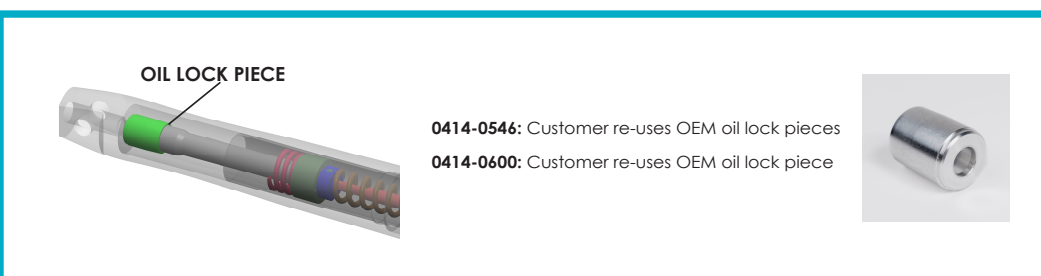 OIL LOCK PIECE
0414-0546: Customer re-uses OEM oil lock pieces
0414-0600: Customer re-uses OEM oil lock piece